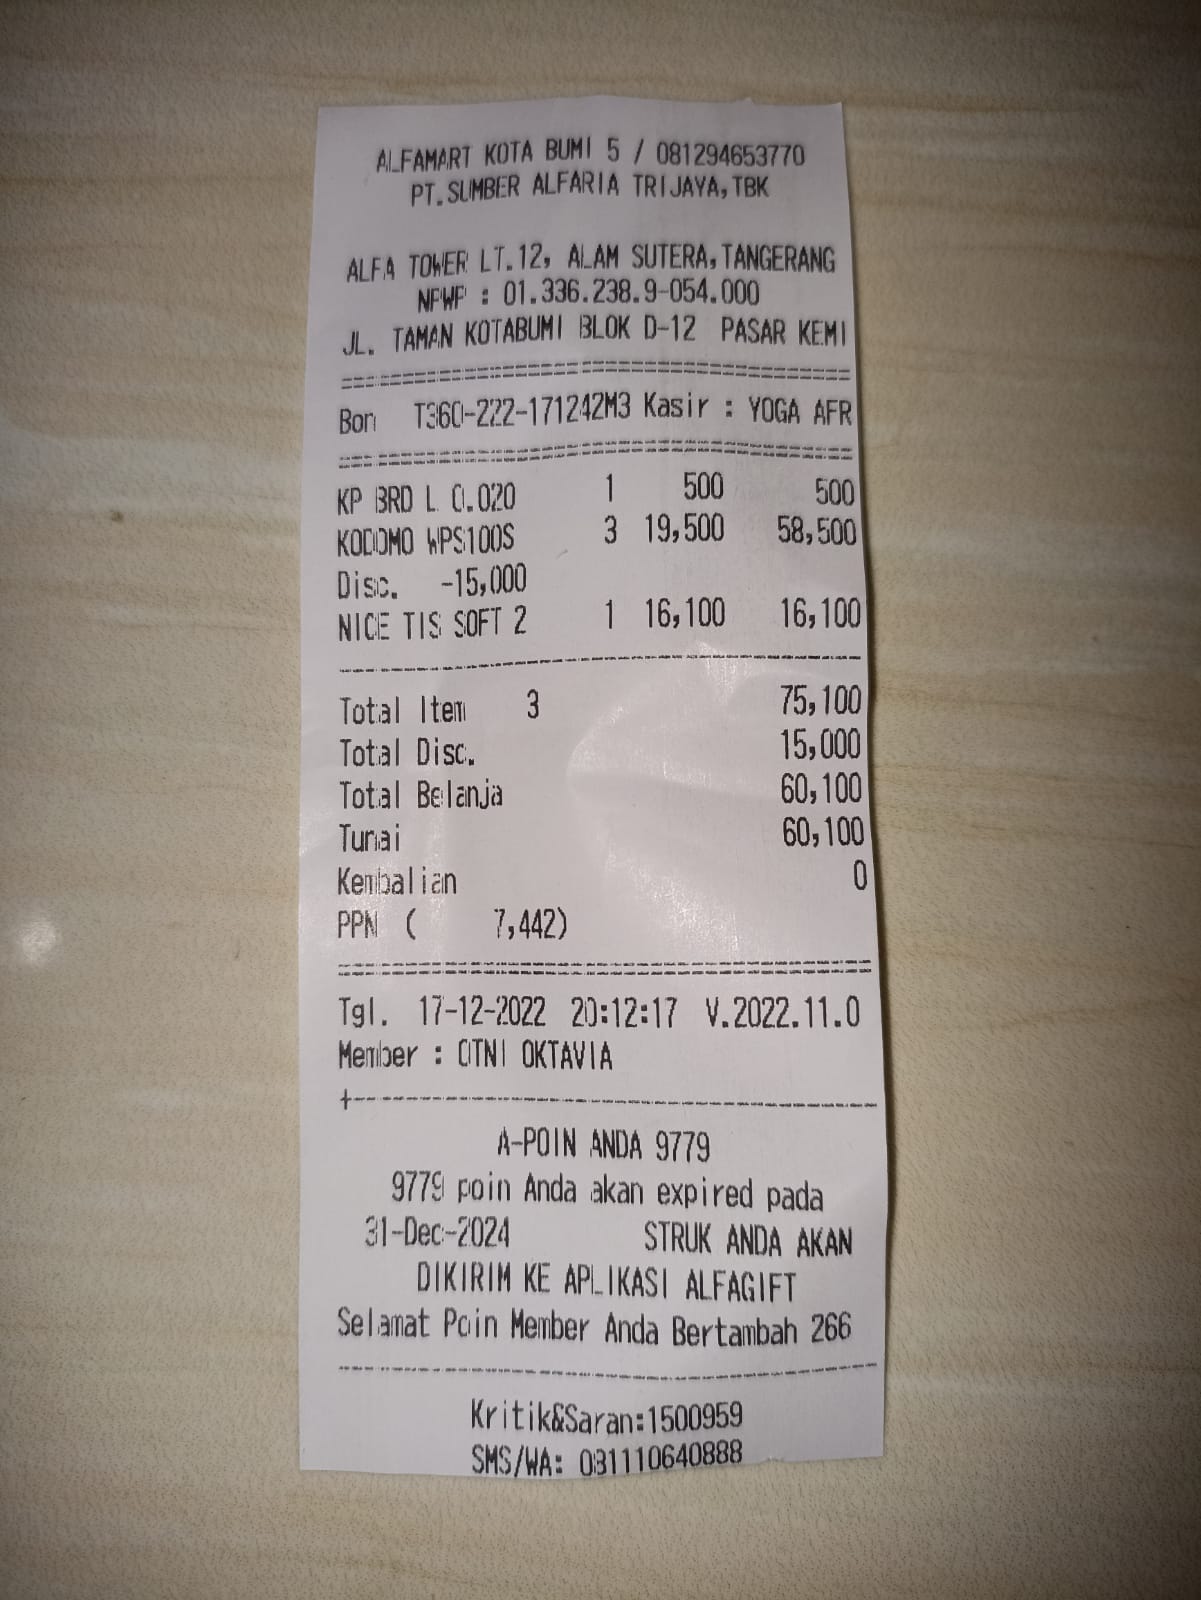 ALFAMART KOTA BUMI 5 / 081294653770
PT.SUMBER ALFARIA TRIJAYA,TBK
ALFA TOWER LT.12, ALAM SUTERA,TANGERANG
NPWP : 01.336.238.9-054.000
JL. TAMAN KOTABUMI BLOK D-12 PASAR KEMI
Bon T360-222-171242M3 Kasir : YOGA AFR
KP BRD L 0.020 1 500 500
KODOMO WPS100S 3 19,500 58,500
Disc. -15,000
NICE TIS SOFT 2 1 16,100 16,100
Total Item 3 75,100
Total Disc. 15,000
Total Belanja 60,100
Tunai 60,100
Kembalian 0
PPN ( 7,442)
Tgl. 17-12-2022 20:12:17 V.2022.11.0
Member : OTNI OKTAVIA
A-POIN ANDA 9779
9779 poin Anda akan expired pada
31-Dec-2024 STRUK ANDA AKAN
DIKIRIM KE APLIKASI ALFAGIFT
Selamat Poin Member Anda Bertambah 266
Kritik&Saran:1500959
SMS/WA: 081110640888